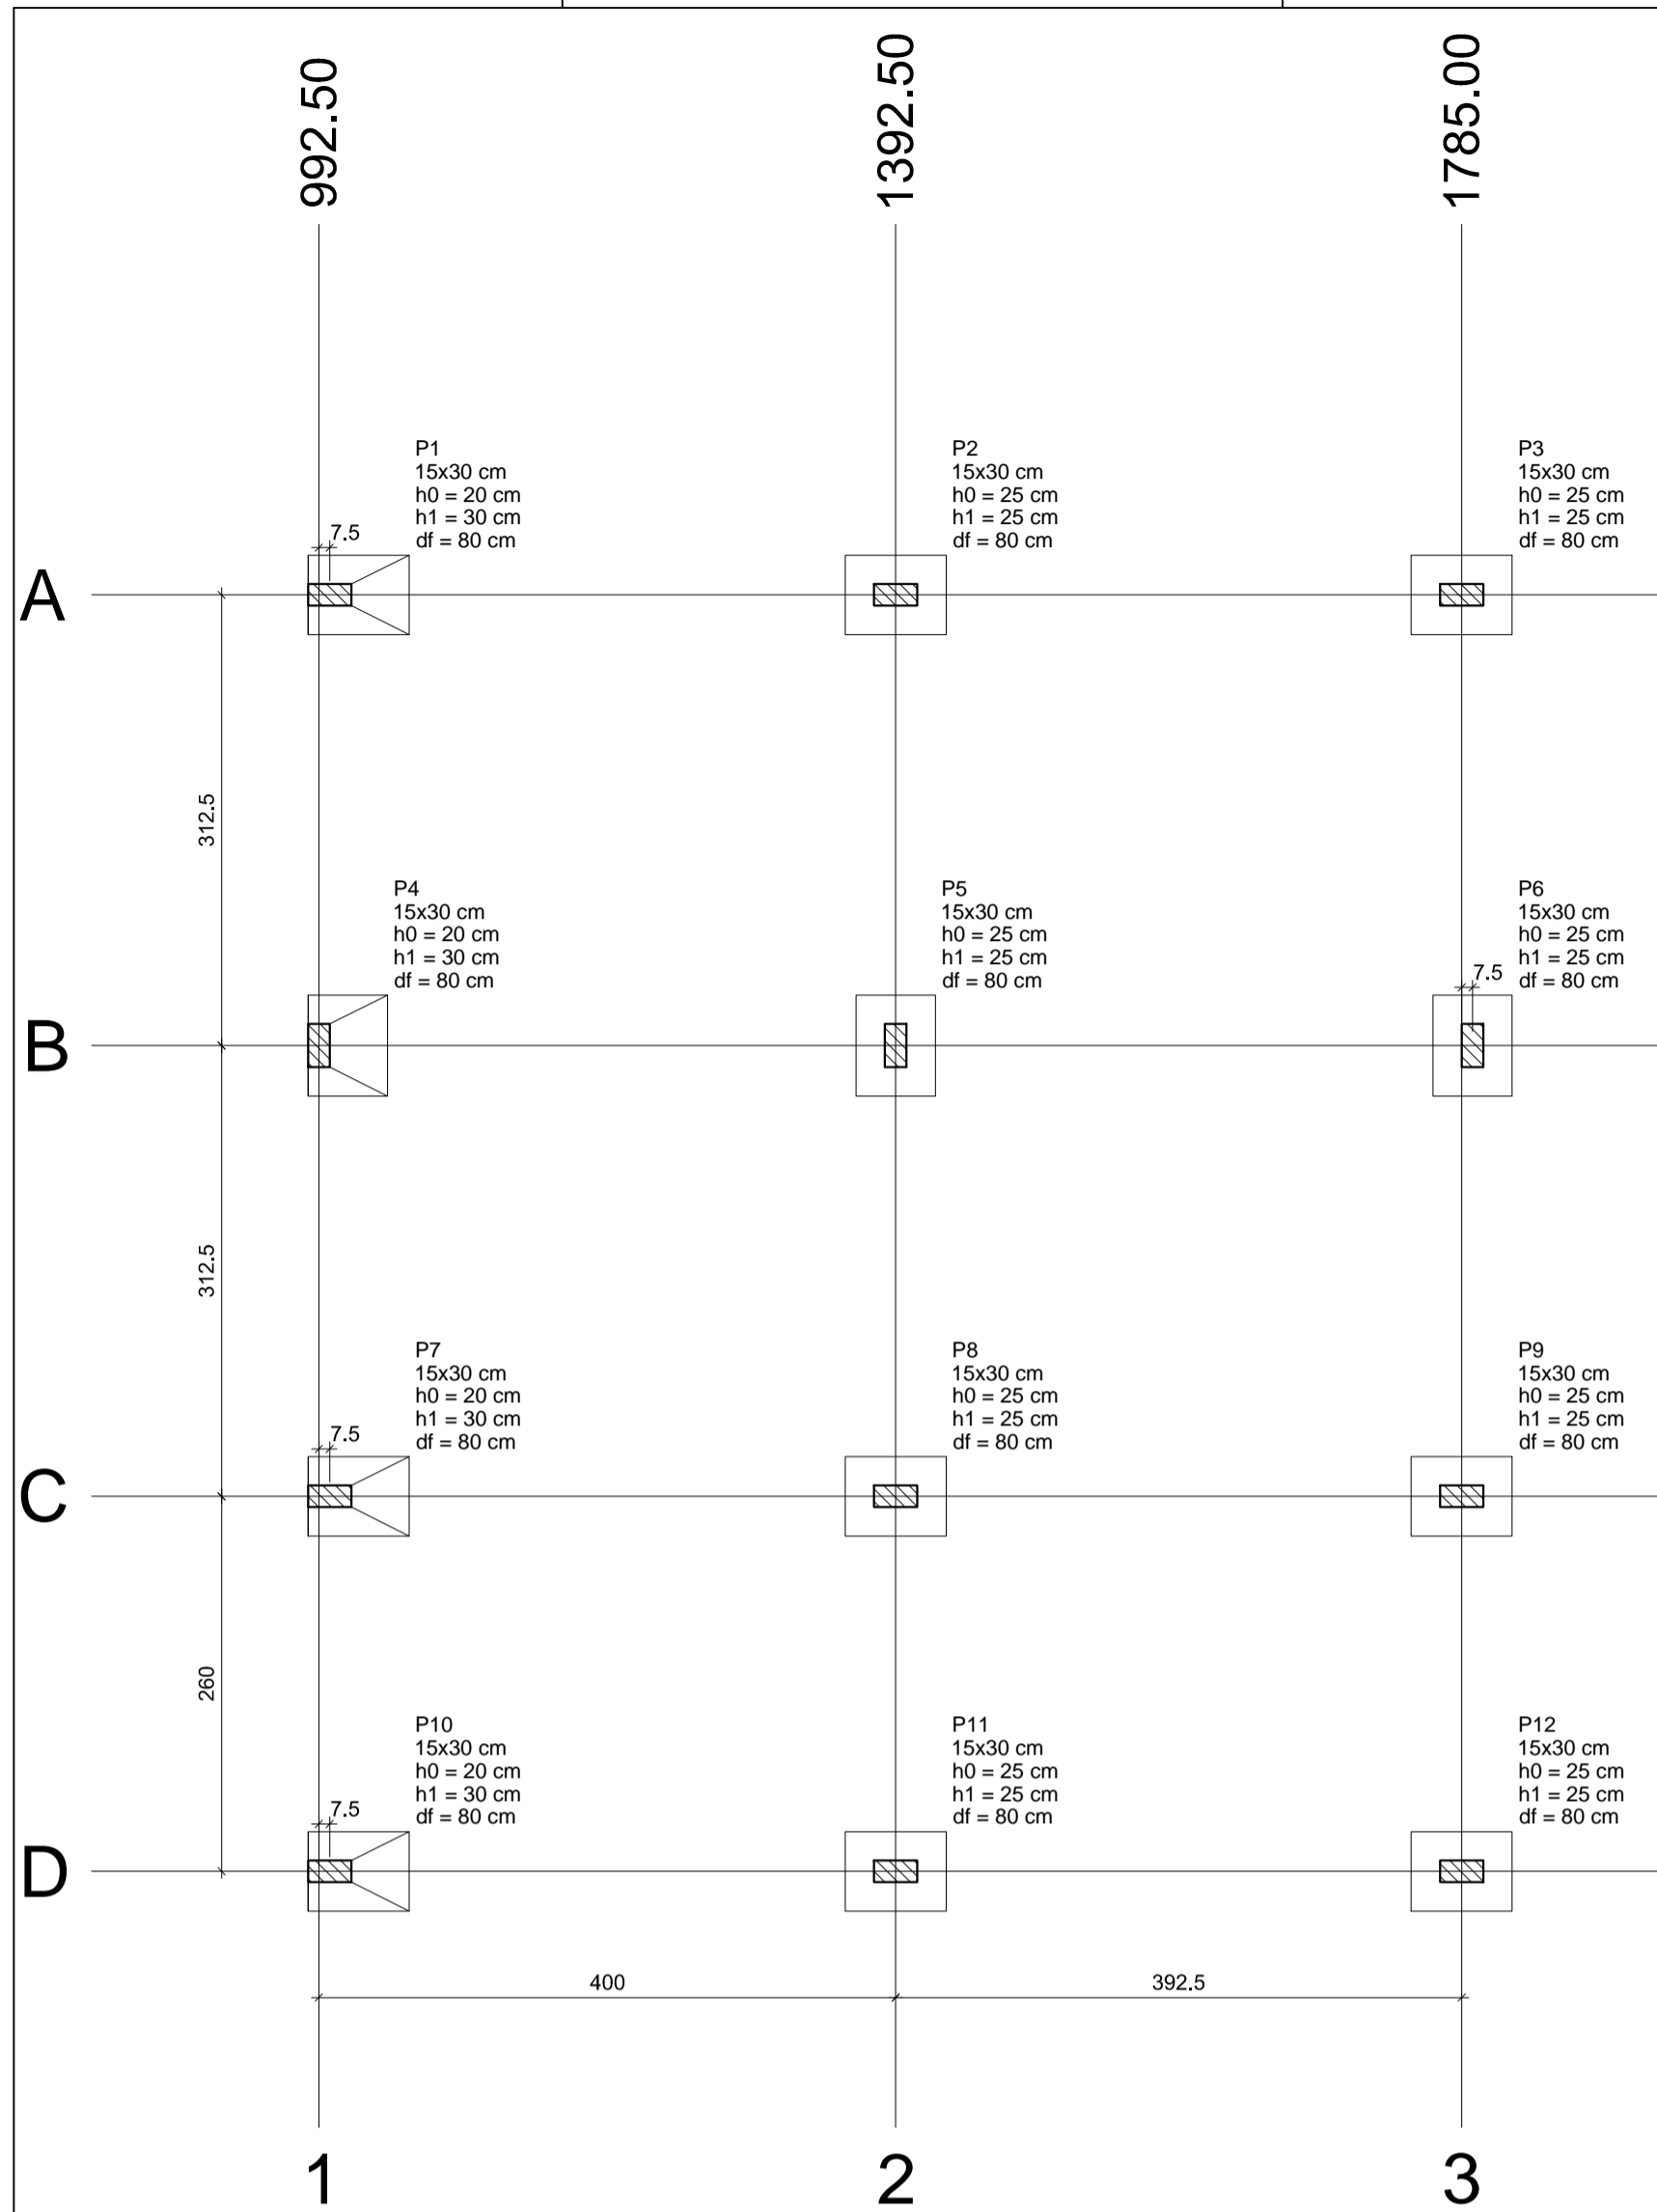 992.50
1392.50
1785.00
P1
15x30 cm
h0 = 20 cm
h1 = 30 cm
df = 80 cm
7.5
P2
15x30 cm
h0 = 25 cm
h1 = 25 cm
df = 80 cm
P3
15x30 cm
h0 = 25 cm
h1 = 25 cm
df = 80 cm
A
312.5
P4
15x30 cm
h0 = 20 cm
h1 = 30 cm
df = 80 cm
P5
15x30 cm
h0 = 25 cm
h1 = 25 cm
df = 80 cm
P6
15x30 cm
h0 = 25 cm
h1 = 25 cm
df = 80 cm
7.5
B
312.5
P7
15x30 cm
h0 = 20 cm
h1 = 30 cm
df = 80 cm
7.5
P8
15x30 cm
h0 = 25 cm
h1 = 25 cm
df = 80 cm
P9
15x30 cm
h0 = 25 cm
h1 = 25 cm
df = 80 cm
C
260
P10
15x30 cm
h0 = 20 cm
h1 = 30 cm
df = 80 cm
7.5
P11
15x30 cm
h0 = 25 cm
h1 = 25 cm
df = 80 cm
P12
15x30 cm
h0 = 25 cm
h1 = 25 cm
df = 80 cm
D
400
392.5
1
2
3